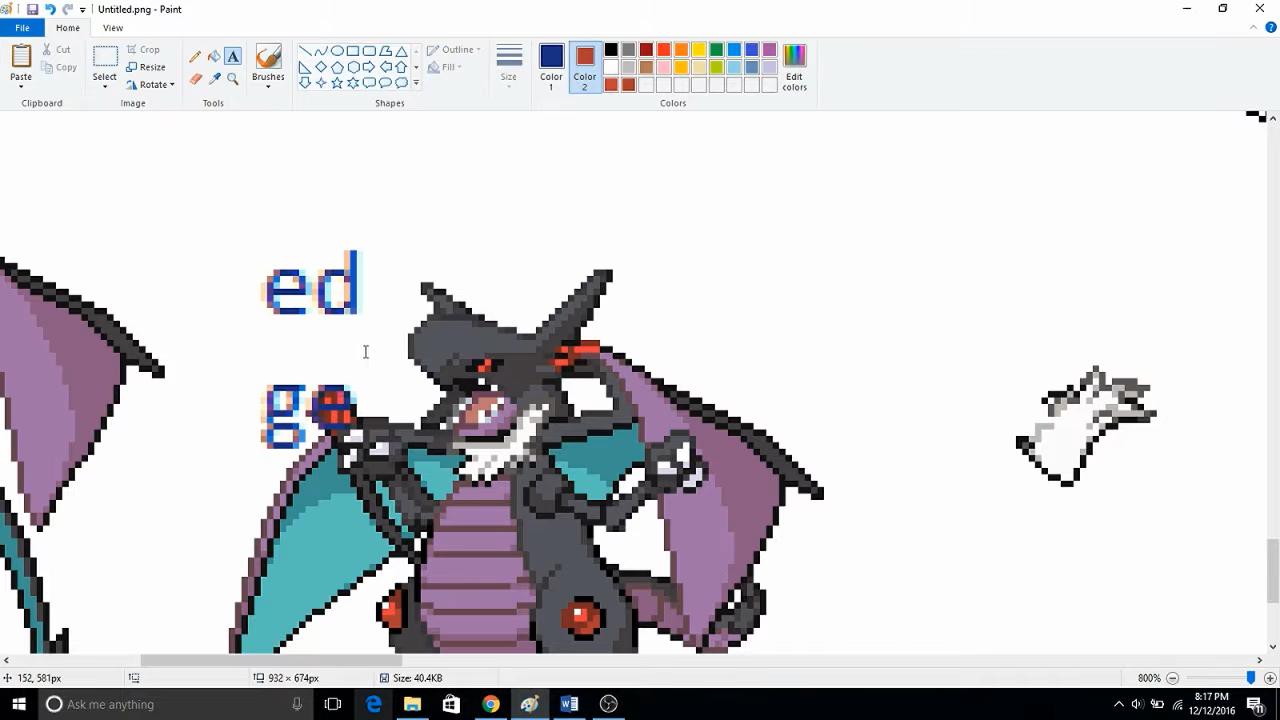 Untitled.png - Paint
File Home View
Paste
Cut
Copy
Clipboard
Select
Crop
Resize
Rotate
Image
A
Tools
Brushes
Shapes
Outline
Fill
Size
Color 1
Color 2
Edit colors
Colors
ed
152, 581px
932 × 674px
Size: 40.4KB
800%
Ask me anything
8:17 PM
12/12/2016